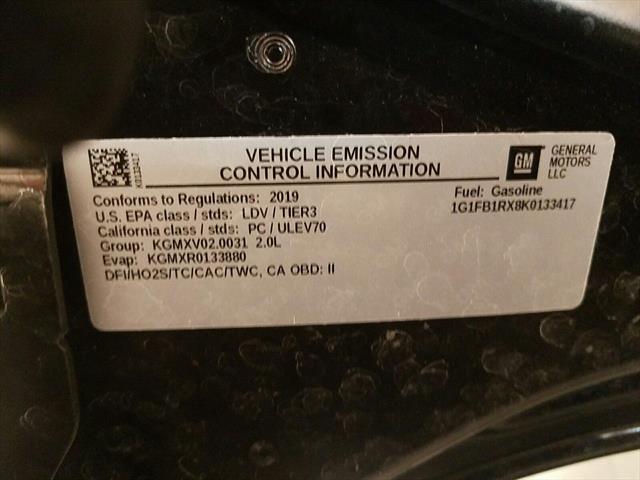 VEHICLE EMISSION
CONTROL INFORMATION
GM
GENERAL
MOTORS
LLC
K0133417
Conforms to Regulations: 2019
U.S. EPA class / stds: LDV / TIER3
California class / stds: PC / ULEV70
Group: KGMXV02.0031 2.0L
Evap: KGMXR0133880
DFI/HO2S/TC/CAC/TWC, CA OBD: II
Fuel: Gasoline
1G1FB1RX8K0133417